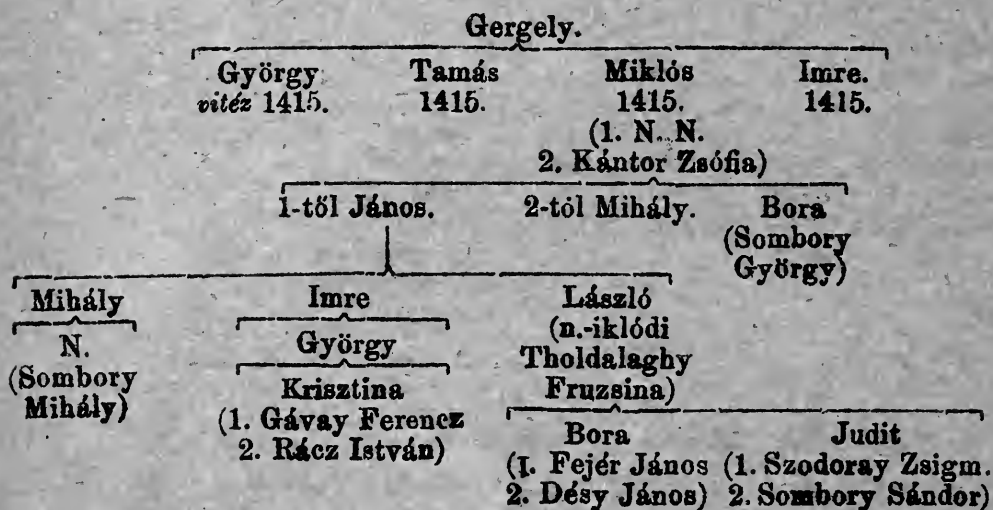 Gergely.
György Tamás Miklós Imre.
vitéz 1415. 1415. 1415. 1415.
(1. N. N.
2. Kántor Zsófia)
1-től János. 2-tól Mihály. Bora
(Sombory
György)
Mihály Imre László
N. György (n.-iklódi
(Sombory Krisztina Tholdalaghy
Mihály) (1. Gávay Ferencz Fruzsina)
2. Rácz István)
Bora Judit
(1. Fejér János (1. Szodoray Zsigm.
2. Désy János) 2. Sombory Sándor)